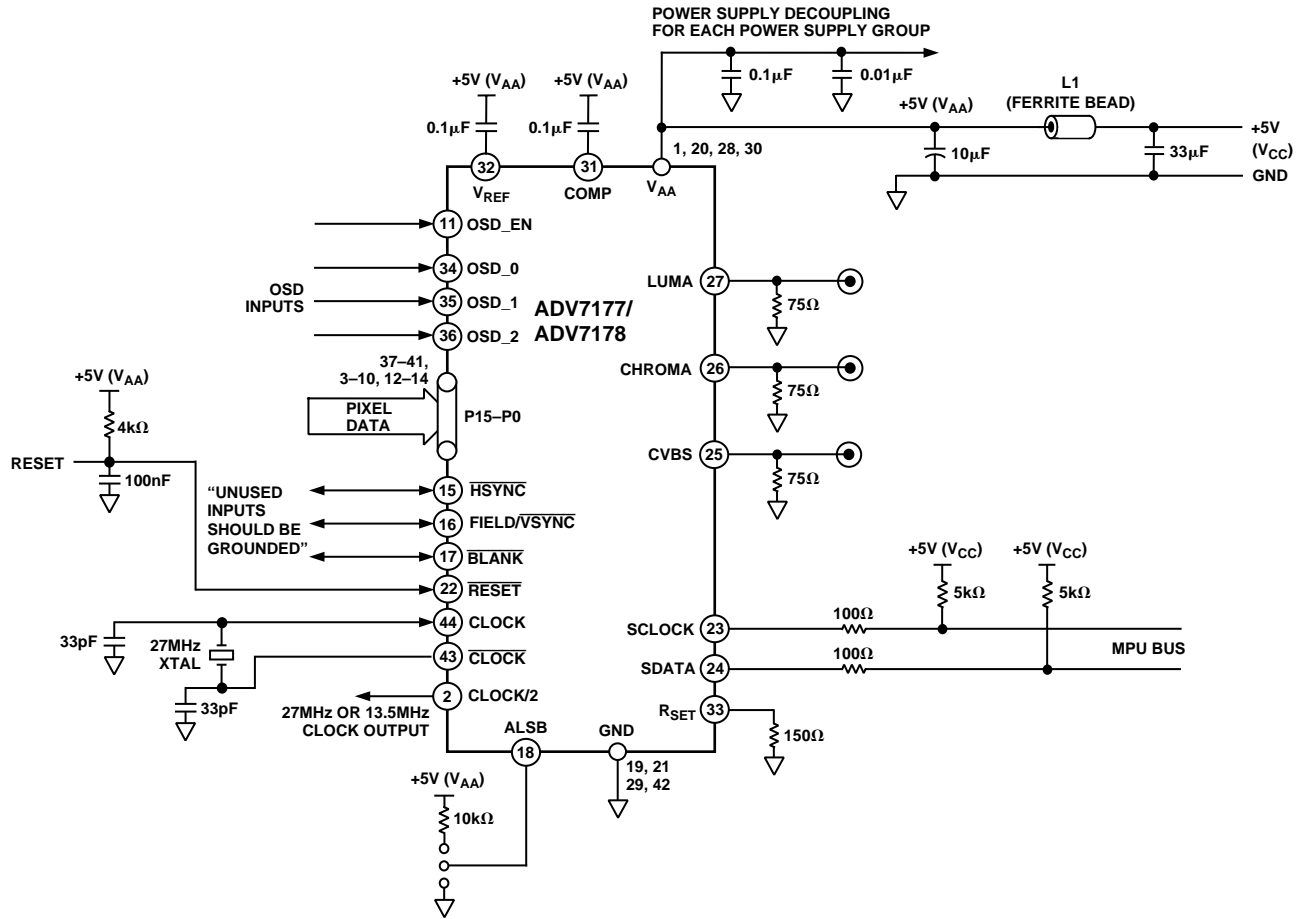 POWER SUPPLY DECOUPLING
FOR EACH POWER SUPPLY GROUP
0.1μF
0.01μF
L1
(FERRITE BEAD)
+5V (VAA)
+5V (VAA)
+5V (VAA)
+5V
(VCC)
0.1μF
0.1μF
1, 20, 28, 30
10μF
33μF
GND
32
31
VREF
COMP
VAA
11
OSD_EN
34
OSD_0
OSD
INPUTS
35
OSD_1
36
OSD_2
ADV7177/
ADV7178
LUMA
27
75Ω
37–41,
3–10, 12–14
PIXEL
DATA
P15–P0
CHROMA
26
75Ω
+5V (VAA)
4kΩ
RESET
100nF
CVBS
25
75Ω
"UNUSED
INPUTS
SHOULD BE
GROUNDED"
15
HSYNC
16
FIELD/VSYNC
17
BLANK
22
RESET
+5V (VCC)
+5V (VCC)
5kΩ
5kΩ
44
CLOCK
33pF
27MHz
XTAL
43
CLOCK
33pF
2
CLOCK/2
27MHz OR 13.5MHz
CLOCK OUTPUT
SCLOCK
23
100Ω
MPU BUS
SDATA
24
100Ω
RSET
33
150Ω
ALSB
18
GND
19, 21
29, 42
+5V (VAA)
10kΩ